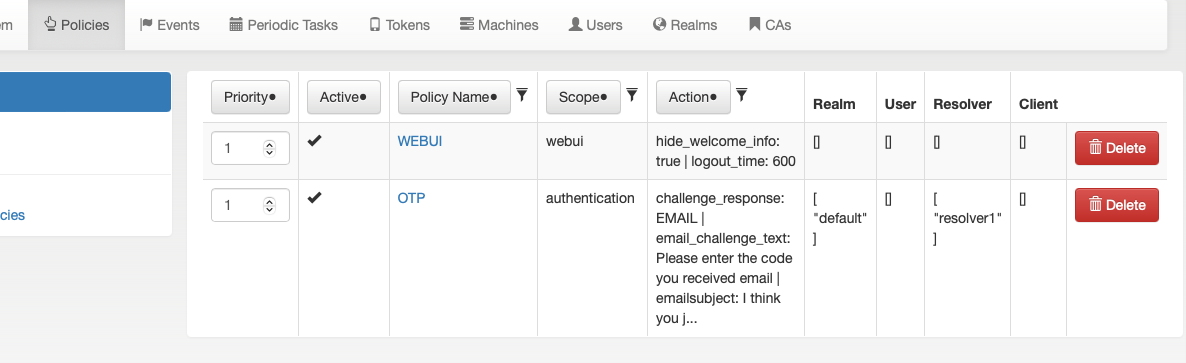 em Policies Events Periodic Tasks Tokens Machines Users Realms CAs
cies
Priority● Active● Policy Name● Scope● Action● Realm User Resolver Client
1 WEBUI webui hide_welcome_info: [] [] [] [] Delete
true | logout_time: 600
1 OTP authentication challenge_response: [ [] [ [] Delete
EMAIL | "default" "resolver1"
email_challenge_text: ] ]
Please enter the code
you received email |
emailsubject: I think
you j...